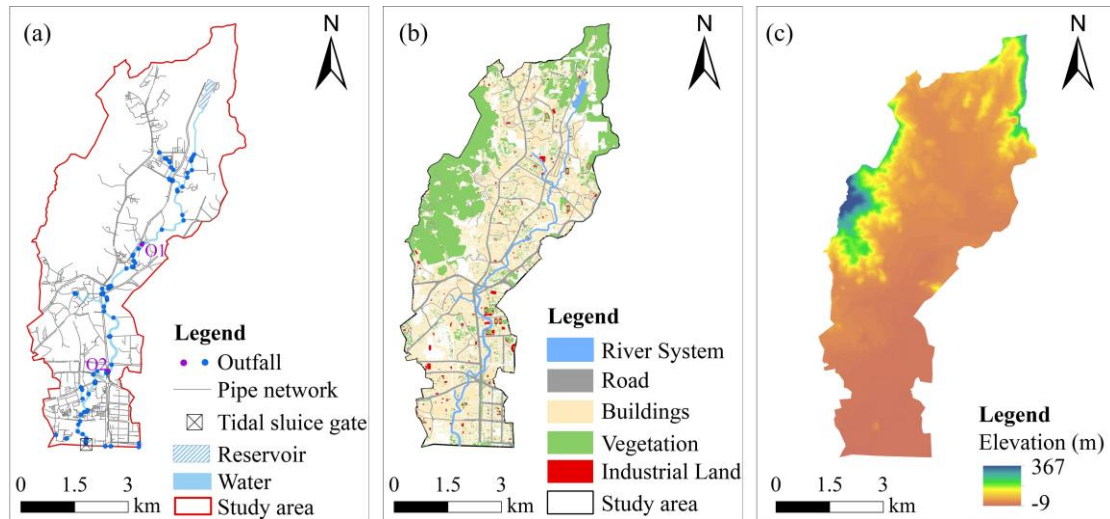 (a)
N
O1
O2
Legend
Outfall
Pipe network
Tidal sluice gate
Reservoir
Water
Study area
0 1.5 3
km
(b)
N
Legend
River System
Road
Buildings
Vegetation
Industrial Land
Study area
0 1.5 3
km
(c)
N
Legend
Elevation (m)
367
-9
0 1.5 3
km